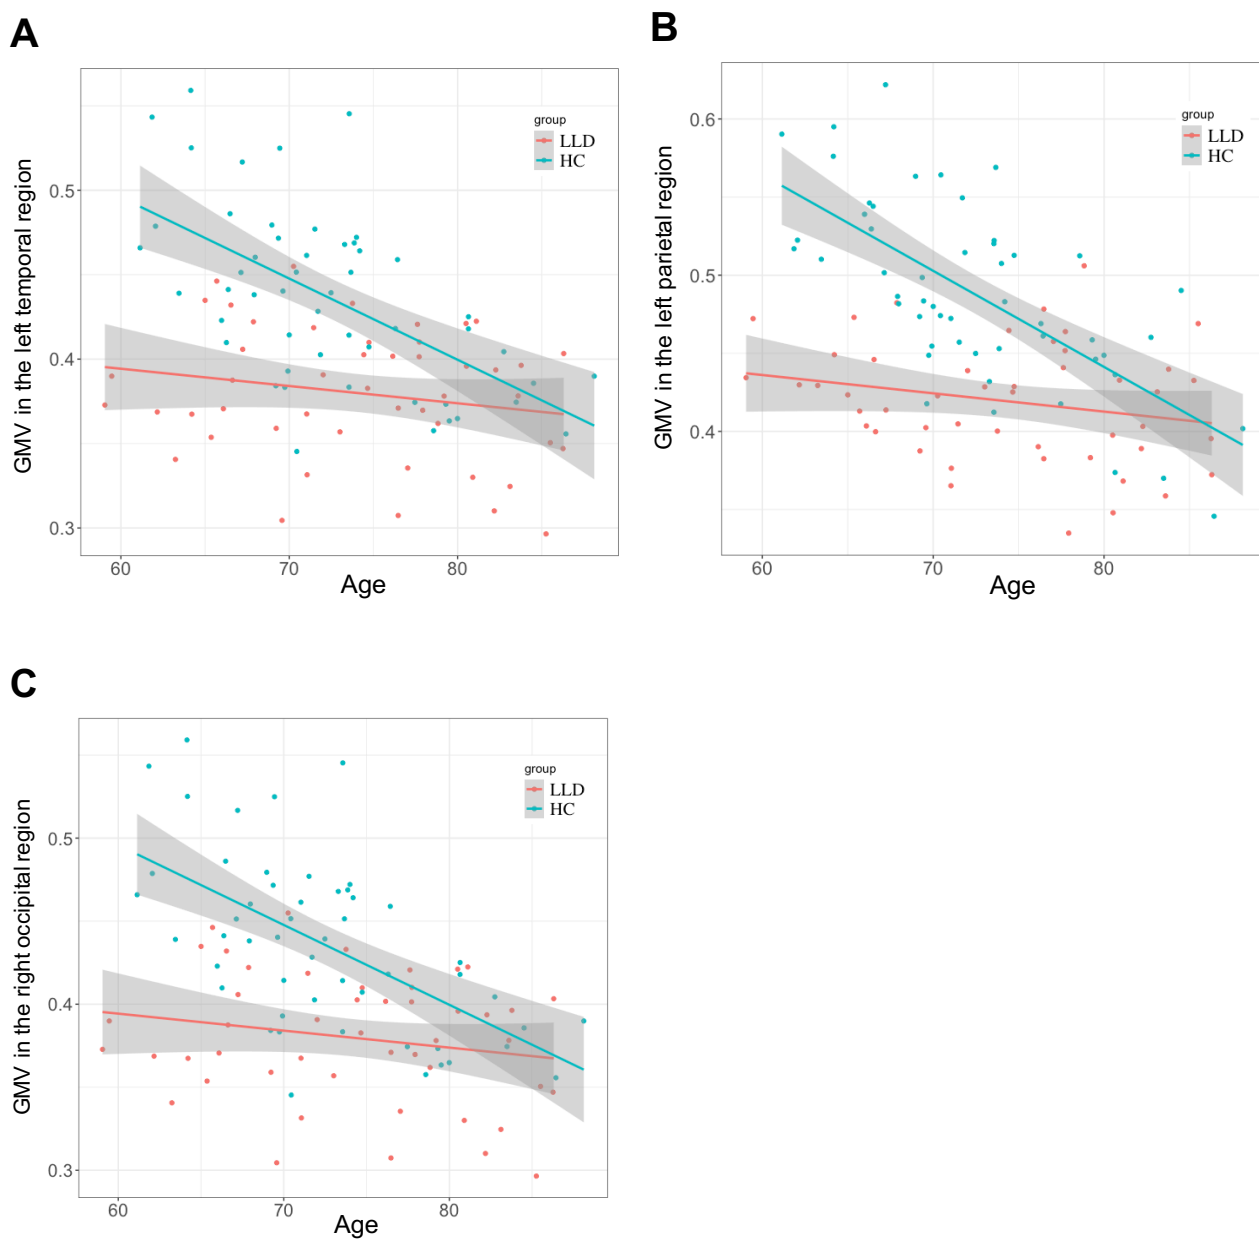 A
GMV in the left temporal region
0.5
0.4
0.3
60 70 80
Age
group
LLD
HC
B
GMV in the left parietal region
0.6
0.5
0.4
60 70 80
Age
group
LLD
HC
C
GMV in the right occipital region
0.5
0.4
0.3
60 70 80
Age
group
LLD
HC